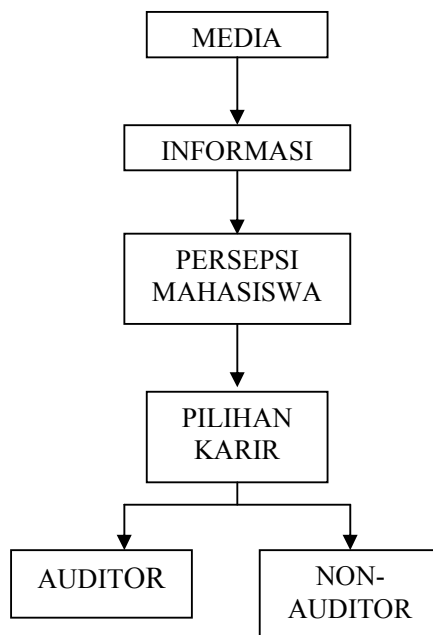 MEDIA
INFORMASI
PERSEPSI
MAHASISWA
PILIHAN
KARIR
AUDITOR
NON-
AUDITOR